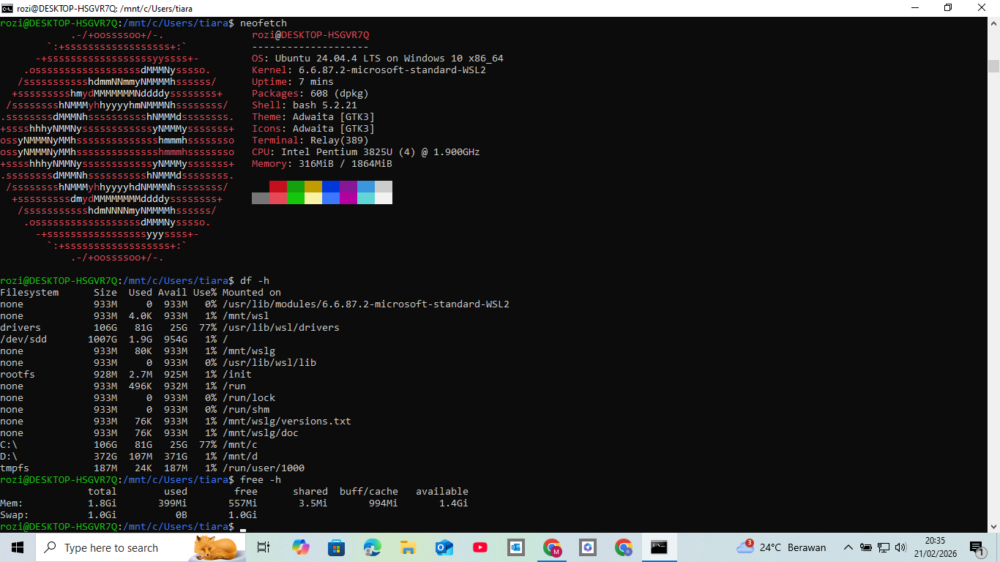 rozi@DESKTOP-HSGVR7Q: /mnt/c/Users/tiara
rozi@DESKTOP-HSGVR7Q:/mnt/c/Users/tiara$ neofetch
            .-/+oossssoo+/-.               rozi@DESKTOP-HSGVR7Q
        `:+ssssssssssssssssss+:`           --------------------
      -+ssssssssssssssssssyyssss+-         OS: Ubuntu 24.04.4 LTS on Windows 10 x86_64
    .ossssssssssssssssssdMMMNysssso.       Kernel: 6.6.87.2-microsoft-standard-WSL2
   /ssssssssssshdmmNNmmyNMMMMhssssss/      Uptime: 7 mins
  +ssssssssshmydMMMMMMMNddddyssssssss+     Packages: 608 (dpkg)
 /sssssssshNMMMyhhyyyyhmNMMMNhssssssss/    Shell: bash 5.2.21
.ssssssssdMMMNhsssssssssshNMMMdssssssss.   Theme: Adwaita [GTK3]
+sssshhhyNMMNyssssssssssssyNMMMysssssss+   Icons: Adwaita [GTK3]
ossyNMMMNyMMhsssssssssssssshmmmhssssssso   Terminal: Relay(389)
ossyNMMMNyMMhsssssssssssssshmmmhssssssso   CPU: Intel Pentium 3825U (4) @ 1.900GHz
+sssshhhyNMMNyssssssssssssyNMMMysssssss+   Memory: 316MiB / 1864MiB
.ssssssssdMMMNhsssssssssshNMMMdssssssss.
 /sssssssshNMMMyhhyyyyhdNMMMNhssssssss/
  +sssssssssdmydMMMMMMMMddddyssssssss+
   /ssssssssssshdmNNNNmyNMMMMhssssss/
    .ossssssssssssssssssdMMMNysssso.
      -+sssssssssssssssssyyyssss+-
        `:+ssssssssssssssssss+:`
            .-/+oossssoo+/-.
rozi@DESKTOP-HSGVR7Q:/mnt/c/Users/tiara$ df -h
Filesystem      Size  Used Avail Use% Mounted on
none            933M     0  933M   0% /usr/lib/modules/6.6.87.2-microsoft-standard-WSL2
none            933M  4.0K  933M   1% /mnt/wsl
drivers         106G   81G   25G  77% /usr/lib/wsl/drivers
/dev/sdd       1007G  1.9G  954G   1% /
none            933M   80K  933M   1% /mnt/wslg
none            933M     0  933M   0% /usr/lib/wsl/lib
rootfs          928M  2.7M  925M   1% /init
none            933M  496K  932M   1% /run
none            933M     0  933M   0% /run/lock
none            933M     0  933M   0% /run/shm
none            933M   76K  933M   1% /mnt/wslg/versions.txt
none            933M   76K  933M   1% /mnt/wslg/doc
C:\             106G   81G   25G  77% /mnt/c
D:\             372G  107M  371G   1% /mnt/d
tmpfs           187M   24K  187M   1% /run/user/1000
rozi@DESKTOP-HSGVR7Q:/mnt/c/Users/tiara$ free -h
               total        used        free      shared  buff/cache   available
Mem:           1.8Gi       399Mi       557Mi       3.5Mi       994Mi       1.4Gi
Swap:          1.0Gi          0B       1.0Gi
rozi@DESKTOP-HSGVR7Q:/mnt/c/Users/tiara$
Type here to search
3
24°C Berawan
20:35
21/02/2026
1